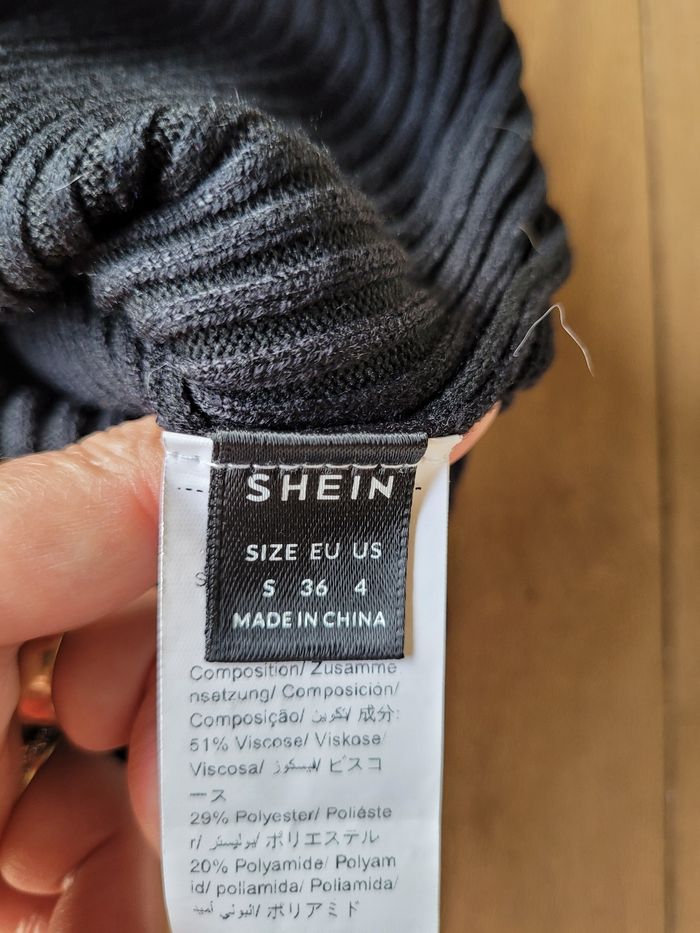 SHEIN
SIZE EU US
S 36 4
MADE IN CHINA
Composition/ Zusamme
nsetzung/ Composición/
Composição/ تكوين/ 成分:
51% Viscose/ Viskose/
Viscosa/ فيسكوز/ ビスコ
ース
29% Polyester/ Poliéste
r/ بوليستر/ ポリエステル
20% Polyamide/ Polyam
id/ poliamida/ Poliamida/
البولي أميد/ ポリアミド